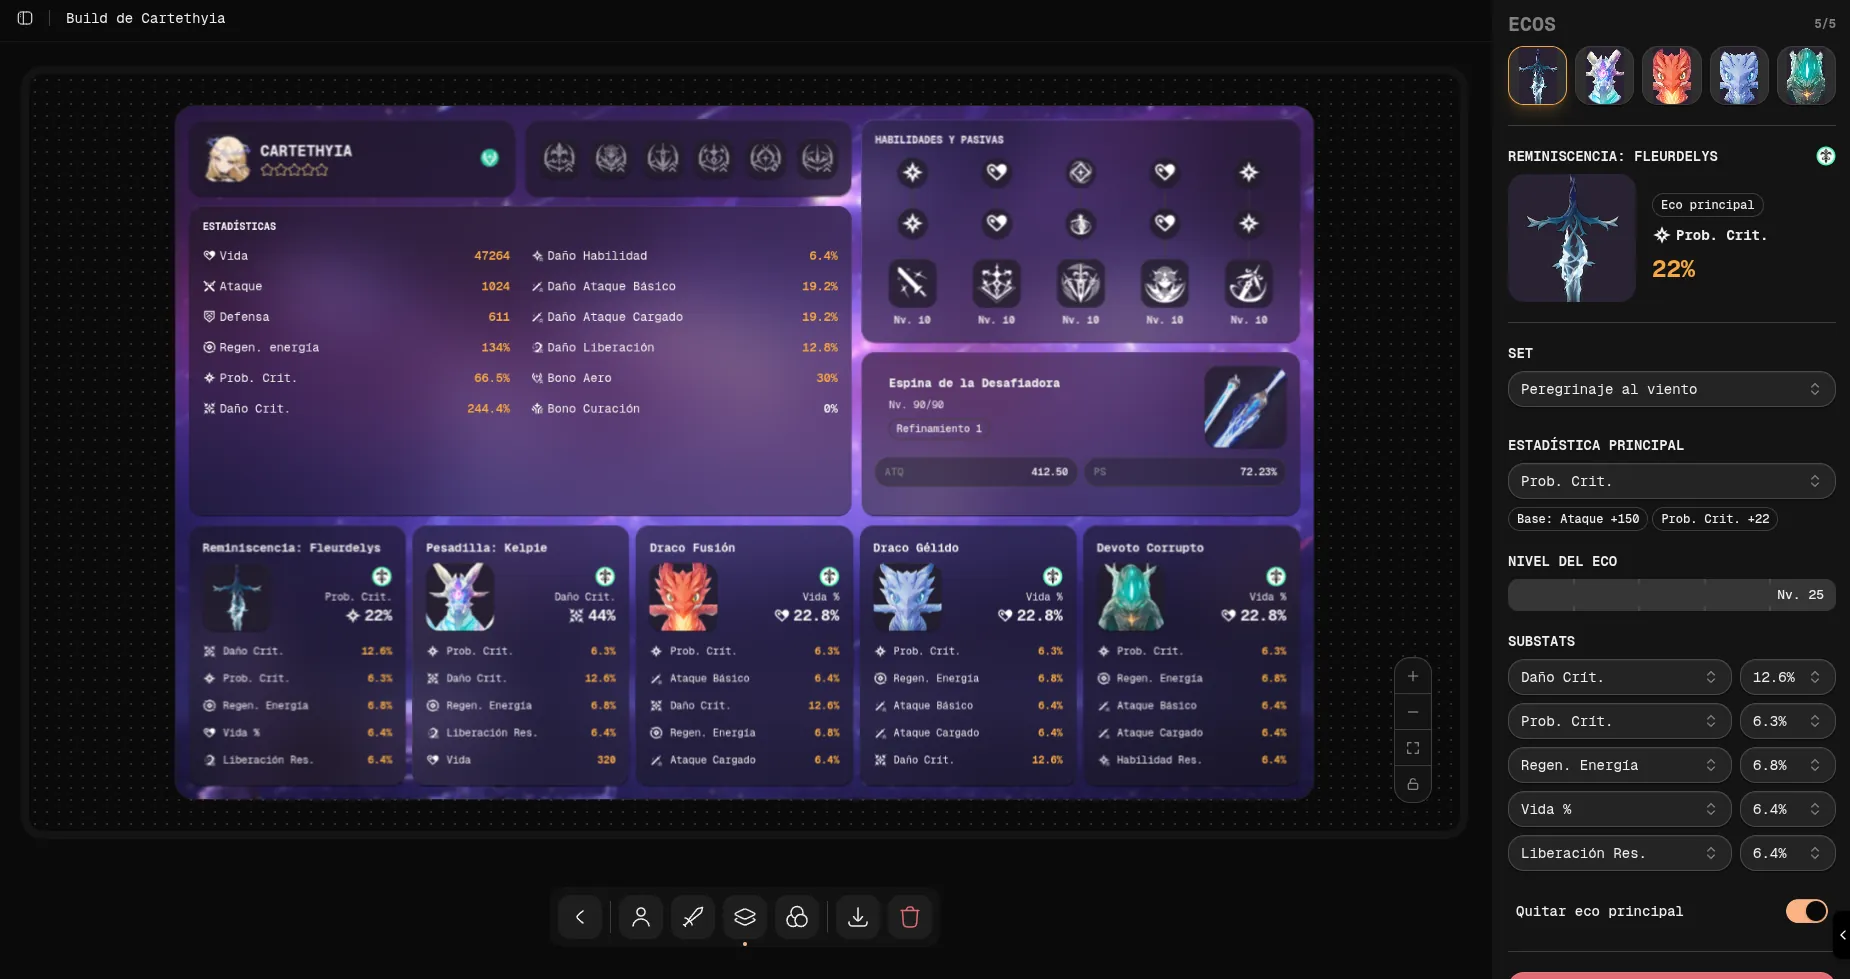 Build de Cartethyia
CARTETHYIA
ESTADÍSTICAS
Vida 47264
Ataque 1024
Defensa 611
Regen. energía 134%
Prob. Crit. 66.5%
Daño Crit. 244.4%
Daño Habilidad 6.4%
Daño Ataque Básico 19.2%
Daño Ataque Cargado 19.2%
Daño Liberación 12.8%
Bono Aero 30%
Bono Curación 0%
HABILIDADES Y PASIVAS
Nv. 10 Nv. 10 Nv. 10 Nv. 10 Nv. 10
Espina de la Desafiadora
Nv. 90/90
Refinamiento 1
ATQ 412.50 PS 72.23%
Reminiscencia: Fleurdelys
Prob. Crit.
22%
Daño Crít. 12.6%
Prob. Crít. 6.3%
Regen. Energía 6.8%
Vida % 6.4%
Liberación Res. 6.4%
Pesadilla: Kelpie
Daño Crit.
44%
Prob. Crít. 6.3%
Daño Crít. 12.6%
Regen. Energía 6.8%
Liberación Res. 6.4%
Vida 320
Draco Fusión
Vida %
22.8%
Prob. Crít. 6.3%
Ataque Básico 6.4%
Daño Crít. 12.6%
Regen. Energía 6.8%
Ataque Cargado 6.4%
Draco Gélido
Vida %
22.8%
Prob. Crít. 6.3%
Regen. Energía 6.8%
Ataque Básico 6.4%
Ataque Cargado 6.4%
Daño Crít. 12.6%
Devoto Corrupto
Vida %
22.8%
Prob. Crít. 6.3%
Regen. Energía 6.8%
Ataque Básico 6.4%
Ataque Cargado 6.4%
Habilidad Res. 6.4%
ECOS 5/5
REMINISCENCIA: FLEURDELYS
Eco principal
Prob. Crit.
22%
SET
Peregrinaje al viento
ESTADÍSTICA PRINCIPAL
Prob. Crit.
Base: Ataque +150 Prob. Crit. +22
NIVEL DEL ECO
Nv. 25
SUBSTATS
Daño Crít. 12.6%
Prob. Crít. 6.3%
Regen. Energía 6.8%
Vida % 6.4%
Liberación Res. 6.4%
Quitar eco principal